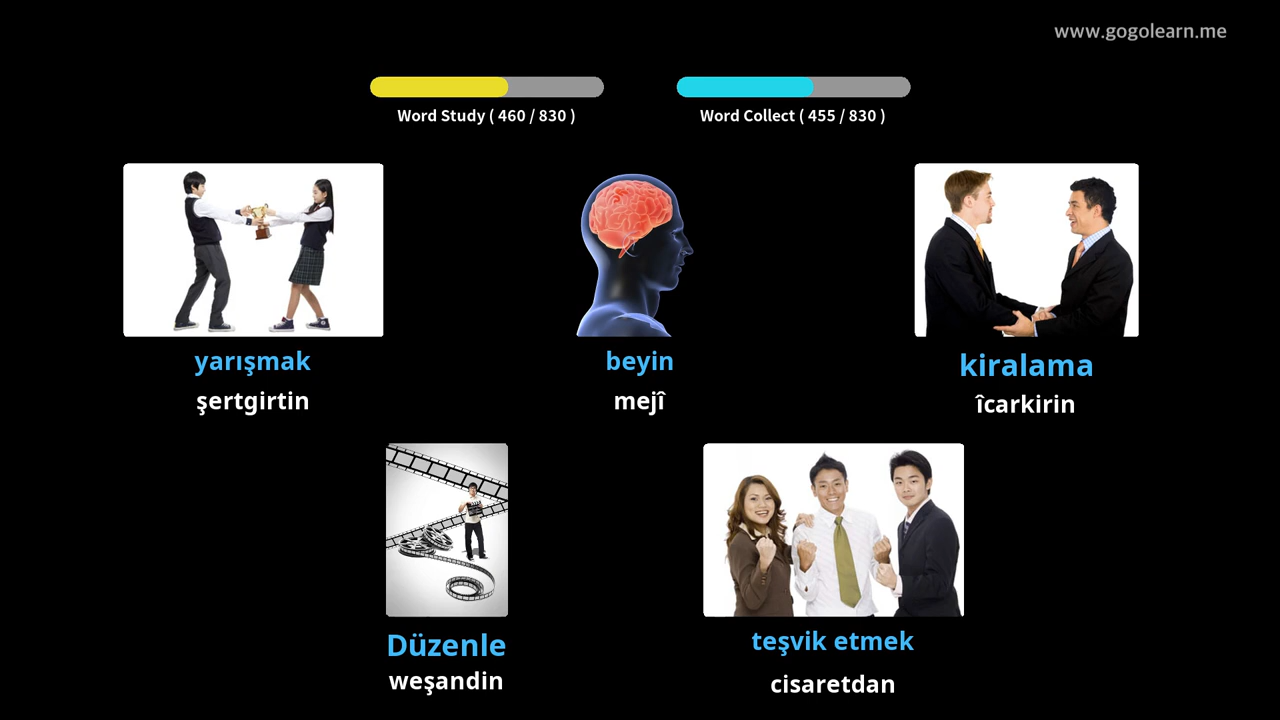 www.gogolearn.me
Word Study ( 460 / 830 )
Word Collect ( 455 / 830 )
yarışmak
şertgirtin
beyin
mejî
kiralama
îcarkirin
Düzenle
weşandin
teşvik etmek
cisaretdan